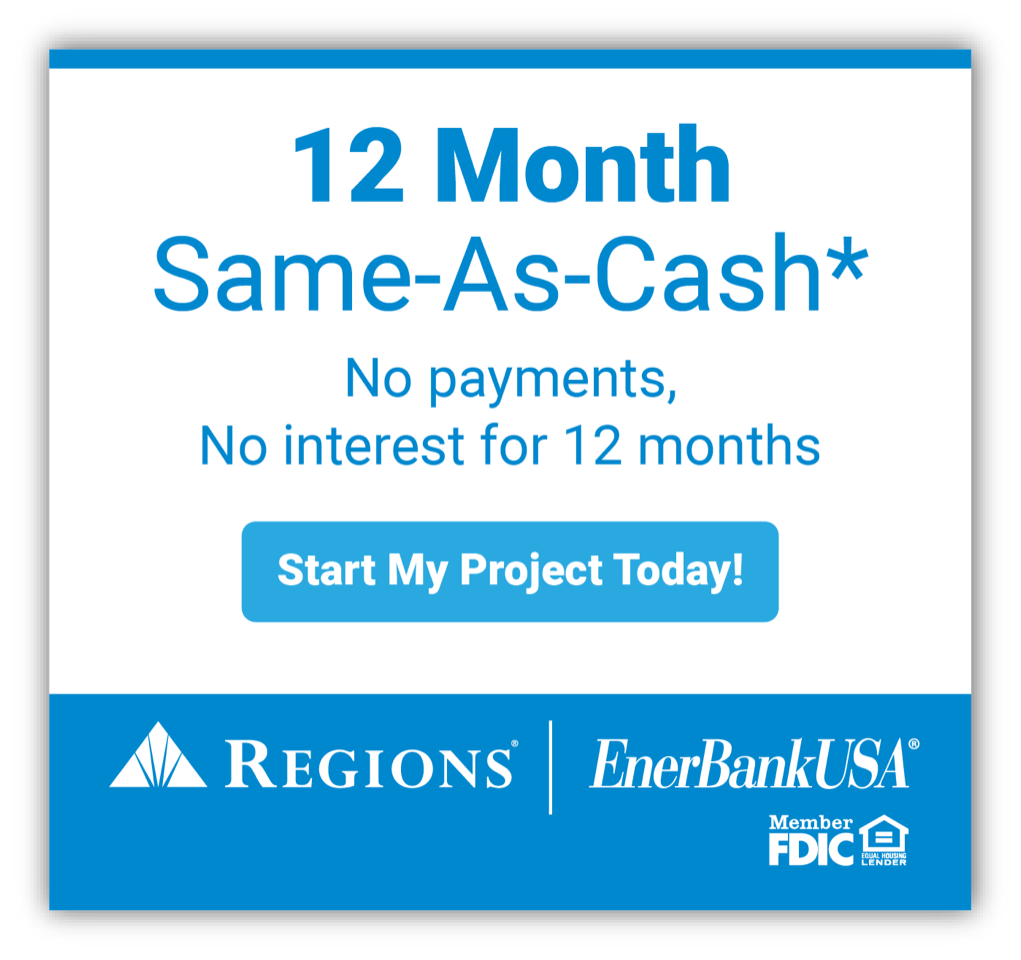 12 Month
Same-As-Cash*
No payments,
No interest for 12 months
Start My Project Today!
REGIONS®
EnerBankUSA®
Member
FDIC
EQUAL HOUSING
LENDER